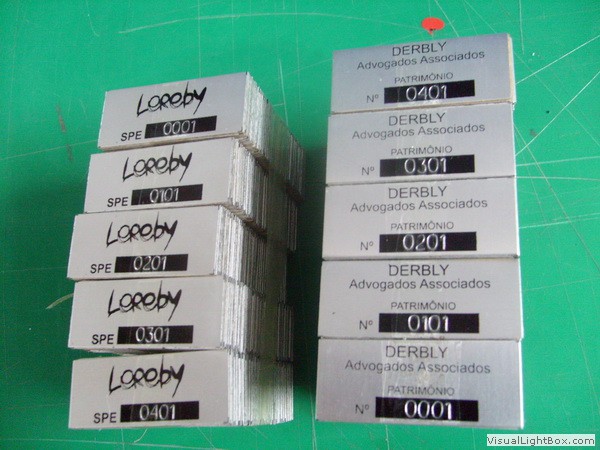 Loreby
SPE 0001
Loreby
SPE 0101
Loreby
SPE 0201
Loreby
SPE 0301
Loreby
SPE 0401
DERBLY
Advogados Associados
PATRIMÔNIO
Nº 0401
DERBLY
Advogados Associados
PATRIMÔNIO
Nº 0301
DERBLY
Advogados Associados
PATRIMÔNIO
Nº 0201
DERBLY
Advogados Associados
PATRIMÔNIO
Nº 0101
DERBLY
Advogados Associados
PATRIMÔNIO
Nº 0001
VisualLightBox.com